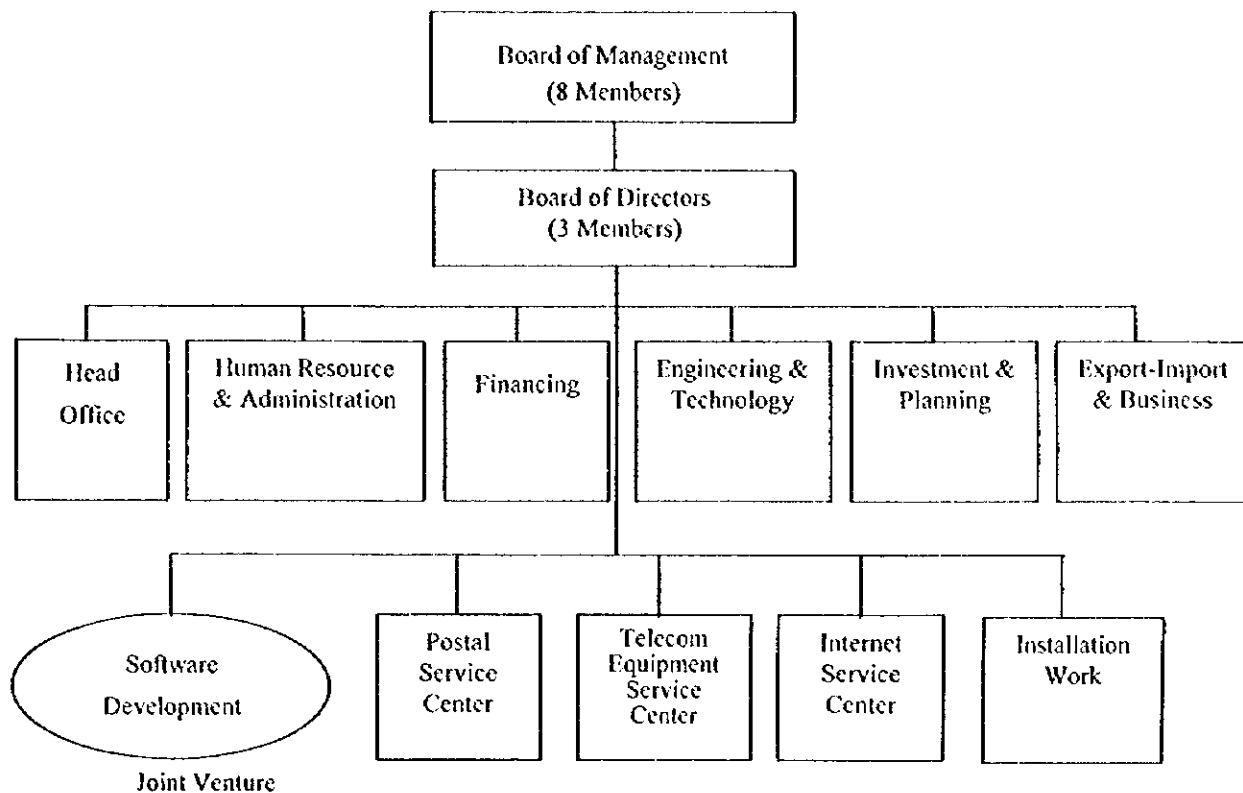 Board of Management
(8 Members)
Board of Directors
(3 Members)
Head
Office
Human Resource
& Administration
Financing
Engineering &
Technology
Investment &
Planning
Export-Import
& Business
Software
Development
Joint Venture
Postal
Service
Center
Telecom
Equipment
Service
Center
Internet
Service
Center
Installation
Work